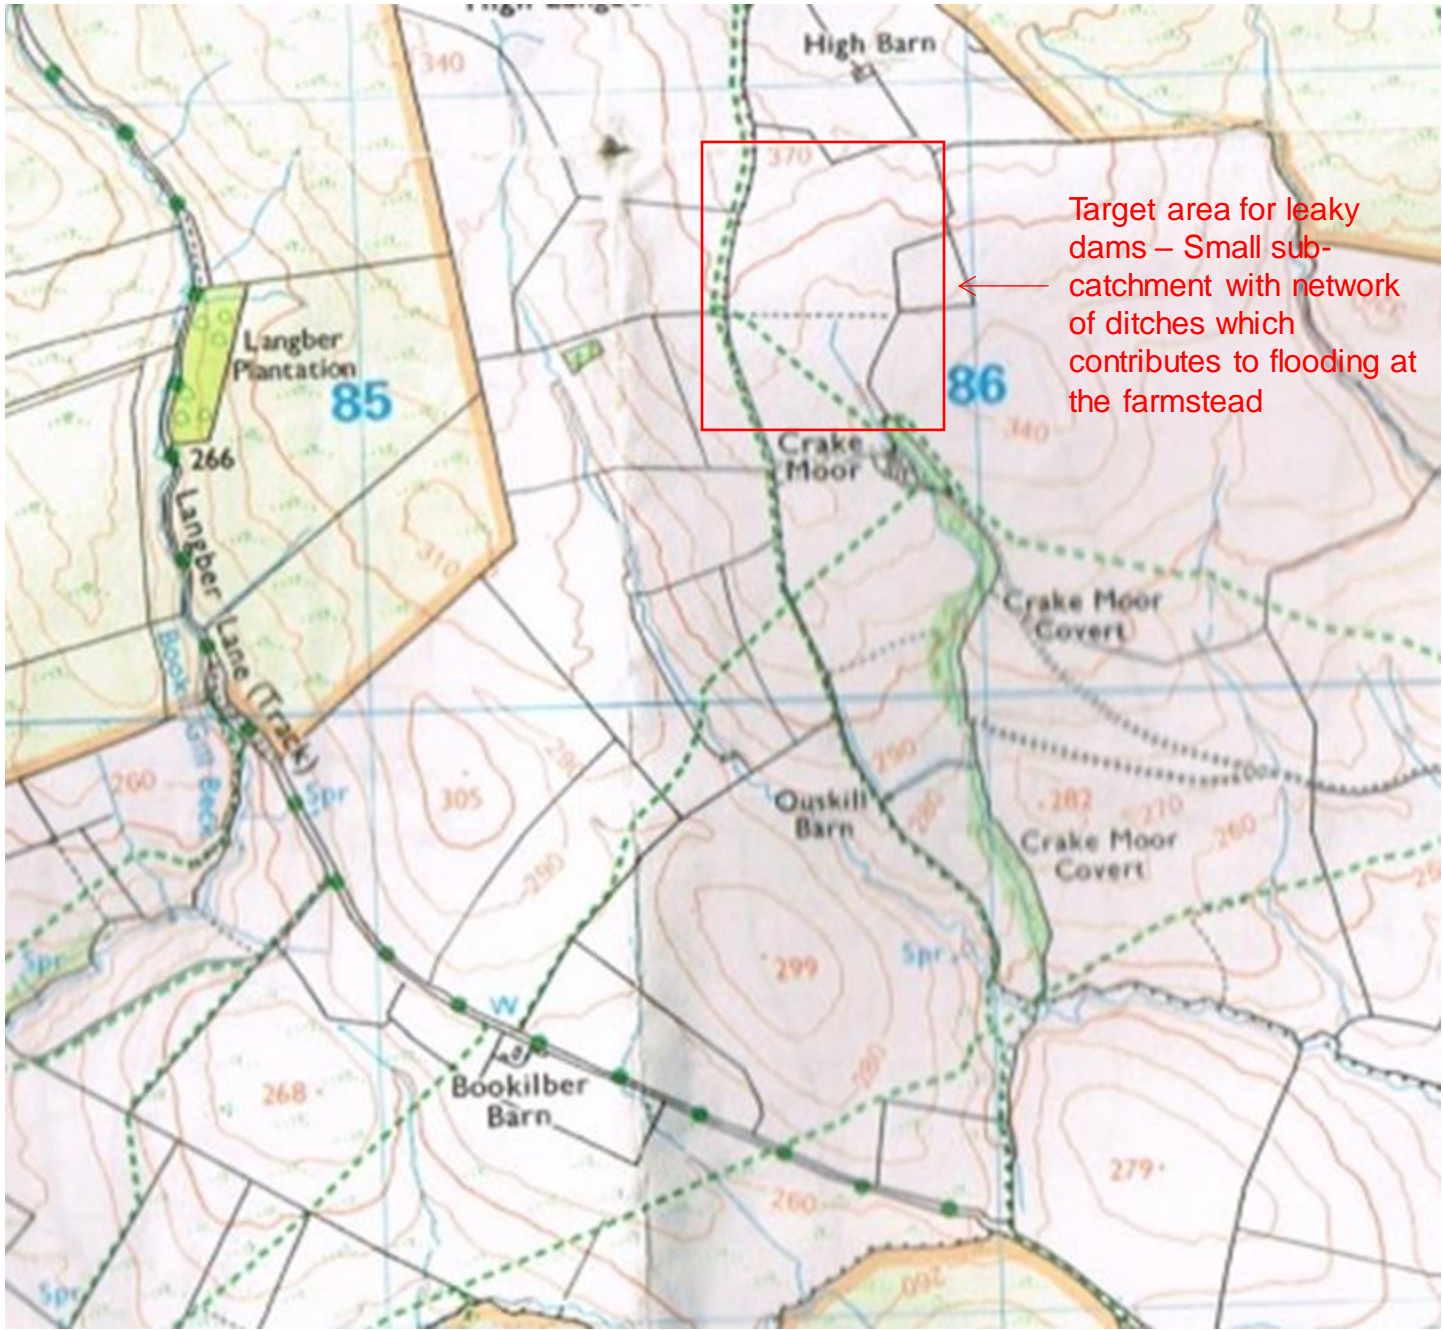 High Barn
340
370
Target area for leaky
dams – Small sub-
catchment with network
of ditches which
contributes to flooding at
the farmstead
Langber
Plantation
85
86
340
Crake
Moor
266
Langber Lane (Track)
310
Crake Moor
Covert
Book Gill Beck
290
290
260
Spr
305
Ouskill
Barn
280
282
270
260
290
Crake Moor
Covert
Spr
299
Spr
W
280
268
Bookilber
Barn
279
260
260
Spr